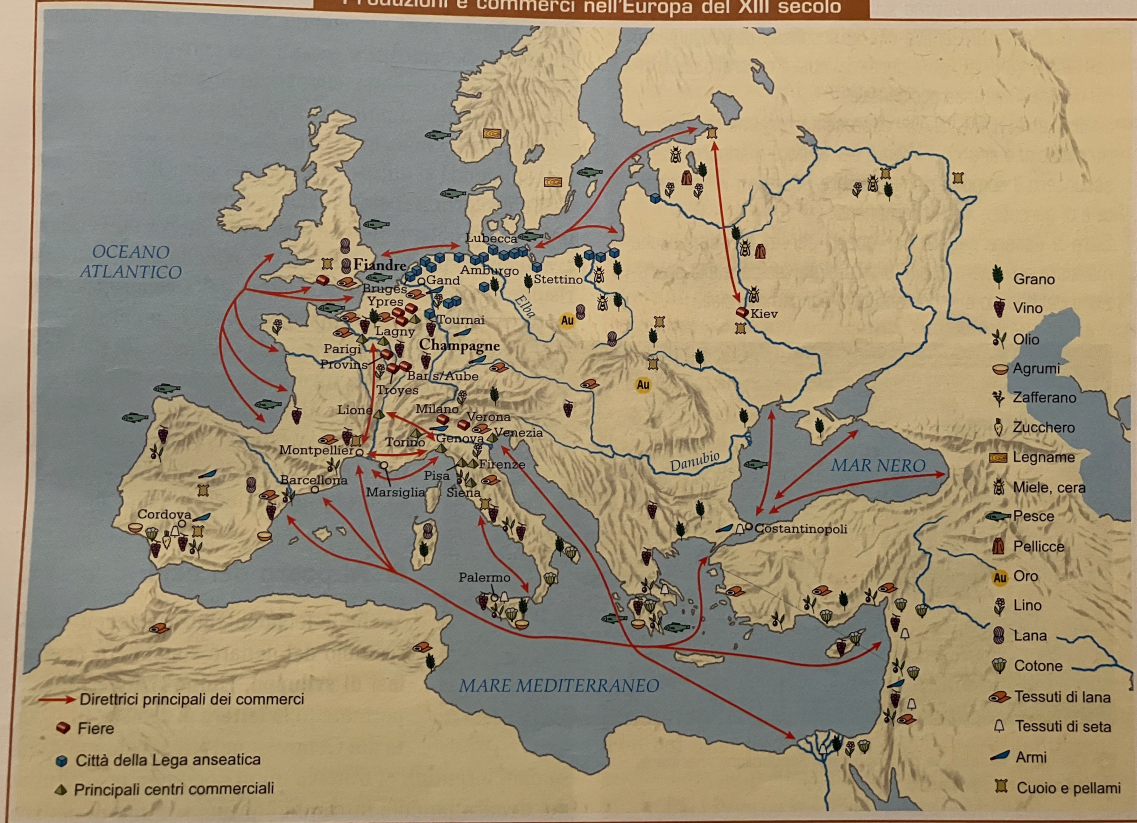 Produzioni e commerci nell'Europa del XIII secolo
OCEANO
ATLANTICO
Lubecca
Fiandre
Amburgo
Stettino
Bruges
Gand
Ypres
Elba
Au
Kiev
Lagny
Tournai
Parigi
Champagne
Provins
Bar s/Aube
Troyes
Au
Lione
Milano
Verona
Torino
Genova
Venezia
Montpellier
Danubio
MAR NERO
Marsiglia
Pisa
Firenze
Siena
Barcellona
Cordova
Costantinopoli
Palermo
MARE MEDITERRANEO
Direttrici principali dei commerci
Fiere
Città della Lega anseatica
Principali centri commerciali
Grano
Vino
Olio
Agrumi
Zafferano
Zucchero
Legname
Miele, cera
Pesce
Pellicce
Au Oro
Lino
Lana
Cotone
Tessuti di lana
Tessuti di seta
Armi
Cuoio e pellami